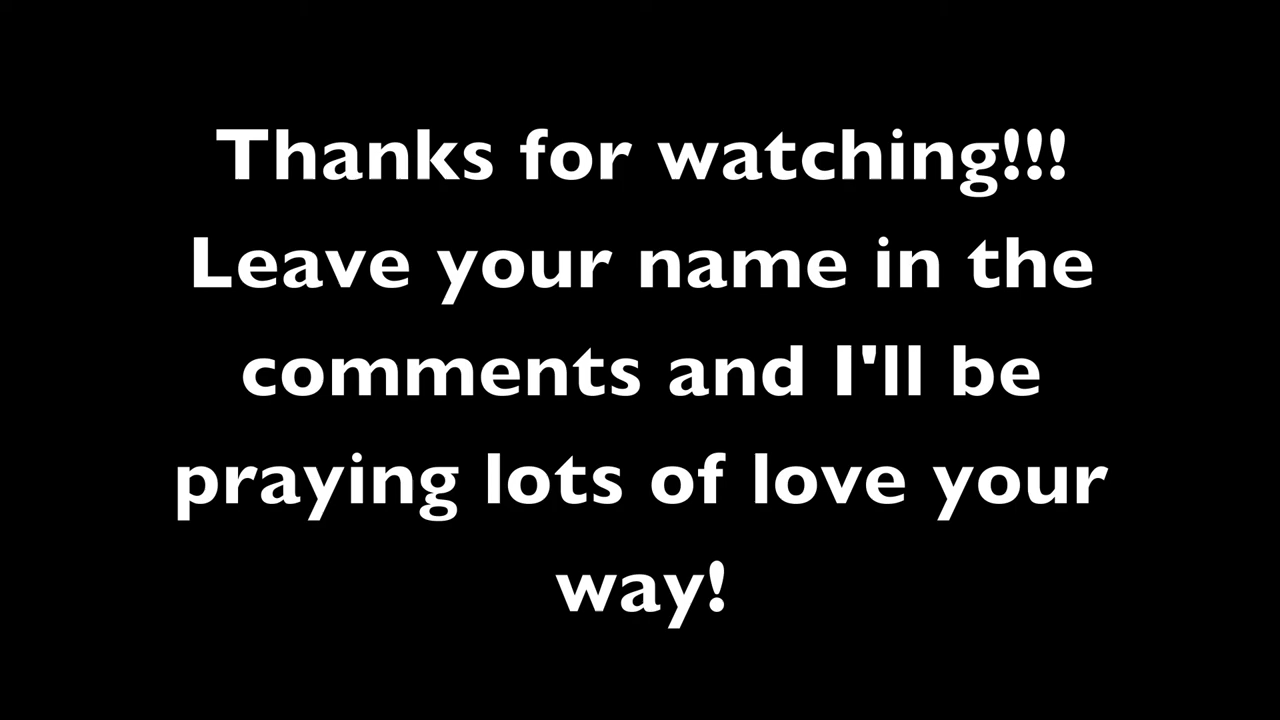 Thanks for watching!!!
Leave your name in the
comments and I'll be
praying lots of love your
way!